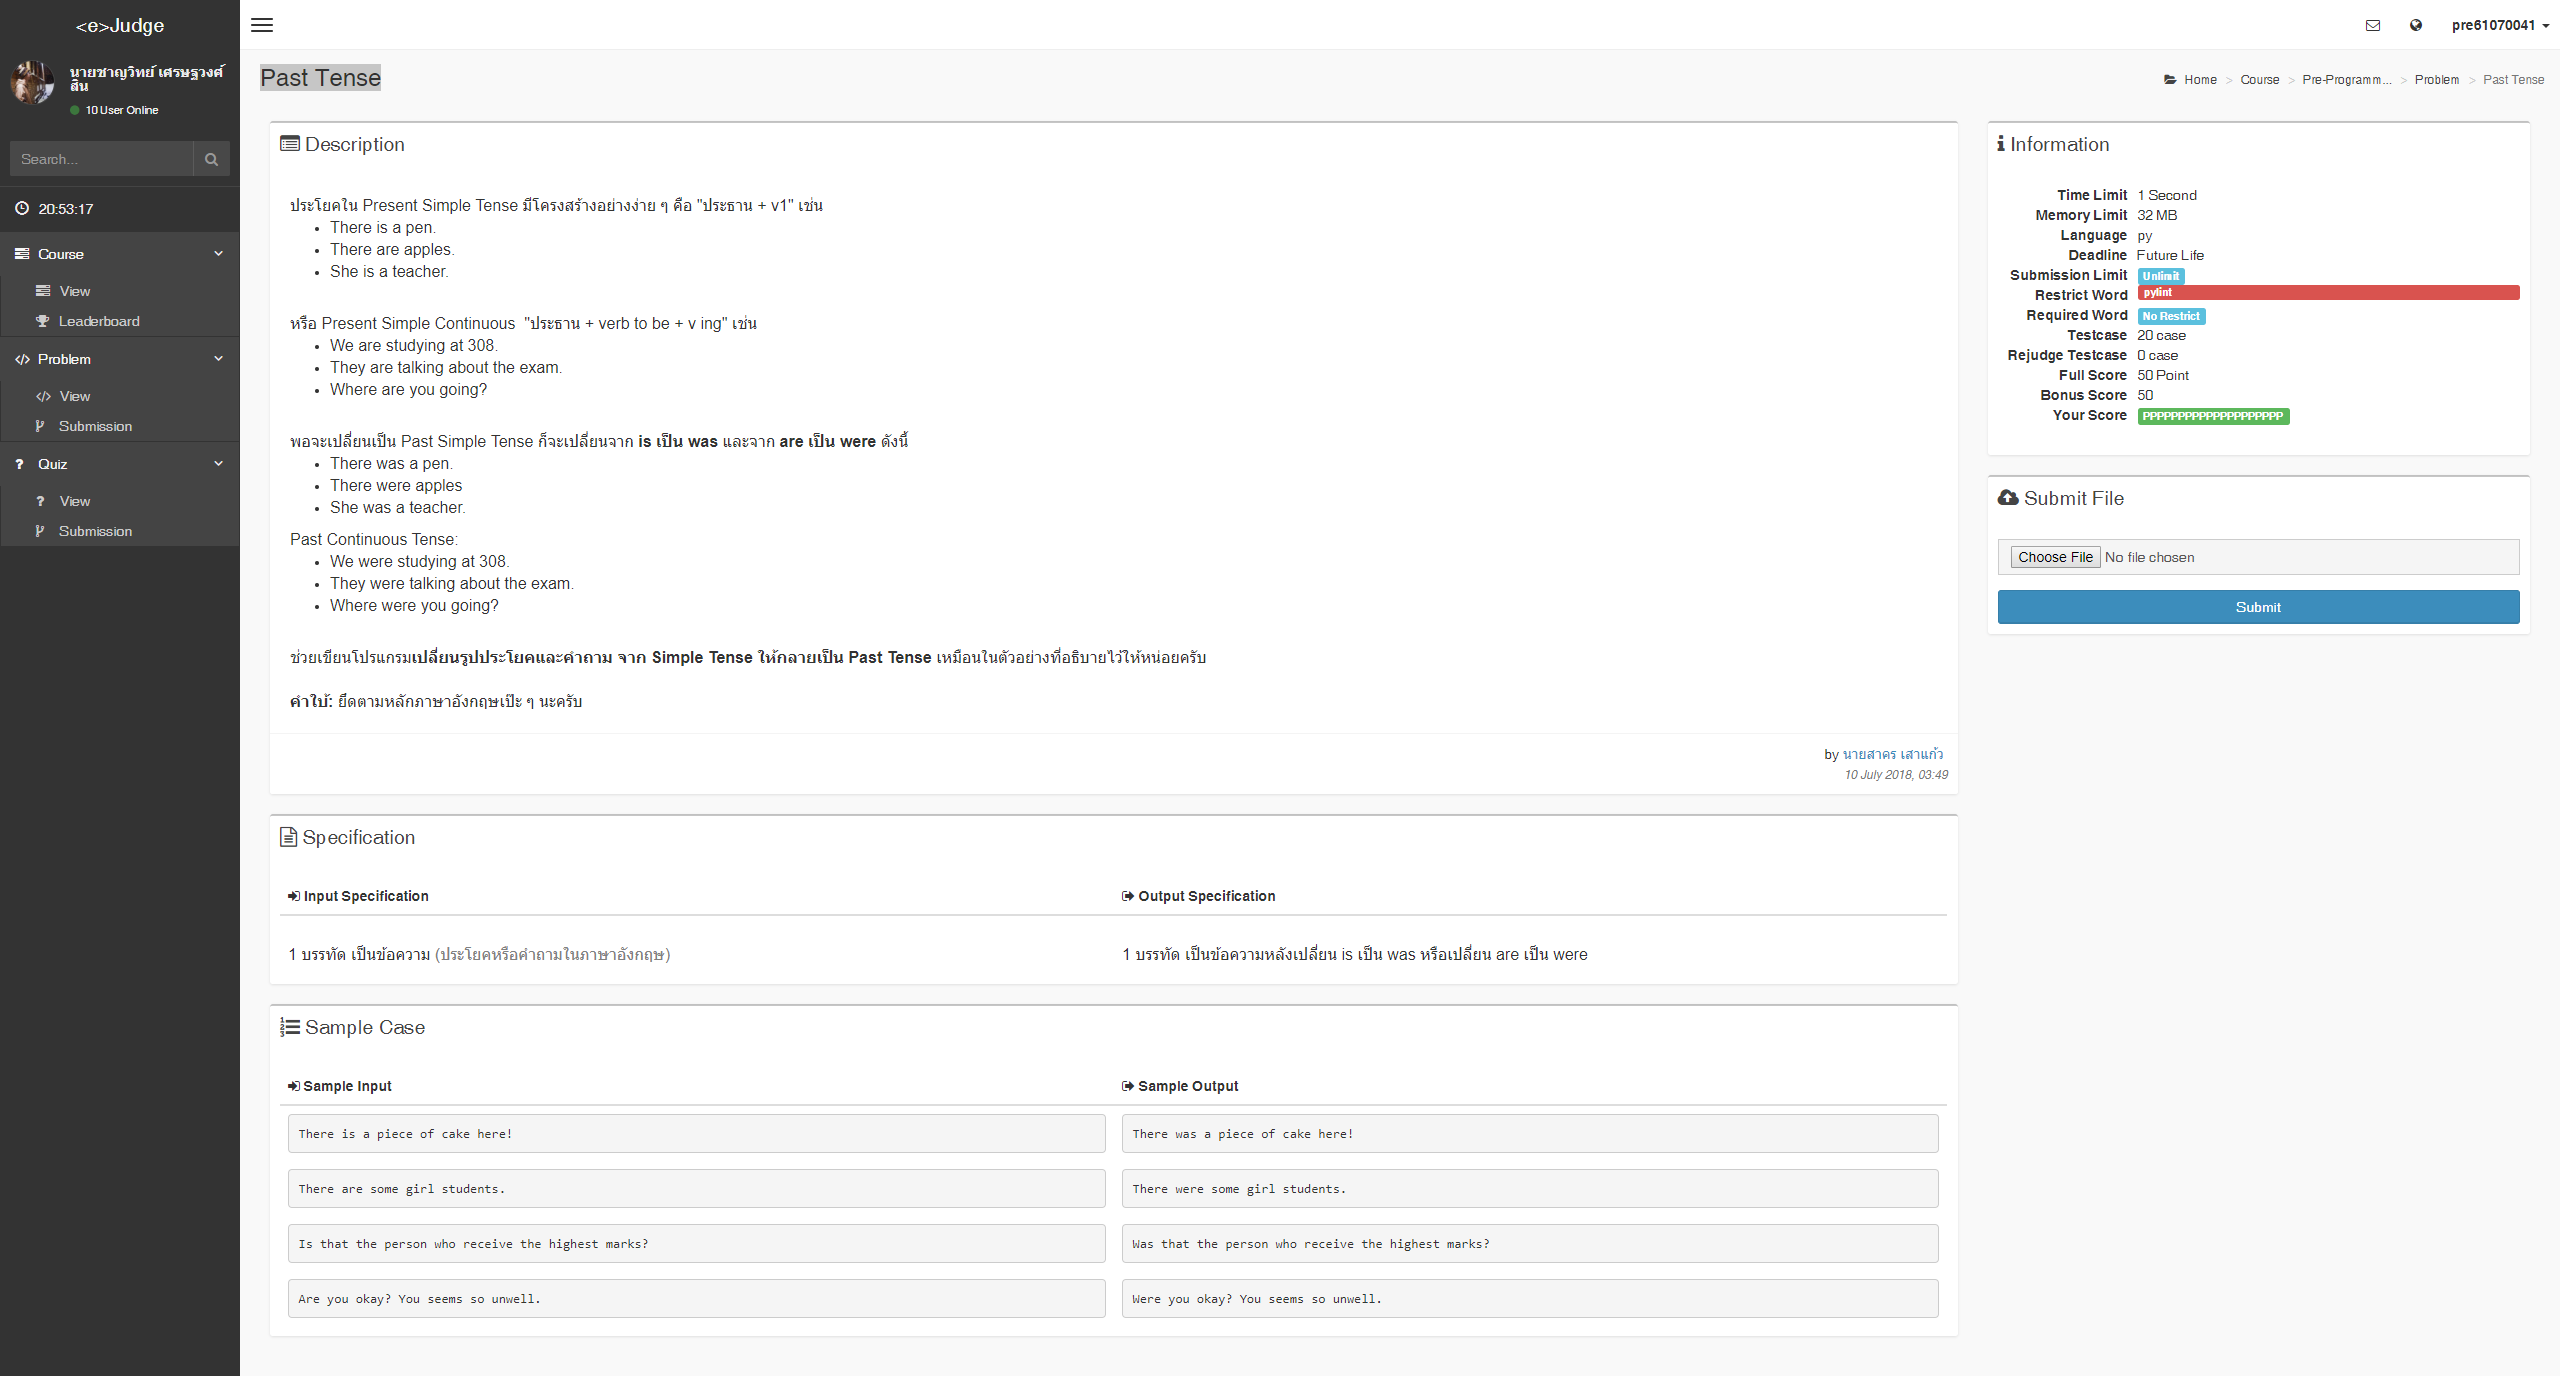 <e>Judge
pre61070041
นายชาญวิทย์ เศรษฐวงศ์
สิน
10 User Online
Search...
20:53:17
Course
View
Leaderboard
Problem
View
Submission
Quiz
View
Submission
Past Tense
Home > Course > Pre-Programm... > Problem > Past Tense
Description
ประโยคใน Present Simple Tense มีโครงสร้างอย่างง่าย ๆ คือ "ประธาน + v1" เช่น
• There is a pen.
• There are apples.
• She is a teacher.
หรือ Present Simple Continuous "ประธาน + verb to be + v ing" เช่น
• We are studying at 308.
• They are talking about the exam.
• Where are you going?
พอจะเปลี่ยนเป็น Past Simple Tense ก็จะเปลี่ยนจาก is เป็น was และจาก are เป็น were ดังนี้
• There was a pen.
• There were apples
• She was a teacher.
Past Continuous Tense:
• We were studying at 308.
• They were talking about the exam.
• Where were you going?
ช่วยเขียนโปรแกรมเปลี่ยนรูปประโยคและคำถาม จาก Simple Tense ให้กลายเป็น Past Tense เหมือนในตัวอย่างที่อธิบายไว้ให้หน่อยครับ
คำใบ้: ยึดตามหลักภาษาอังกฤษเป๊ะ ๆ นะครับ
by นายสาคร เสาแก้ว
10 July 2018, 03:49
Specification
Input Specification
Output Specification
1 บรรทัด เป็นข้อความ (ประโยคหรือคำถามในภาษาอังกฤษ)
1 บรรทัด เป็นข้อความหลังเปลี่ยน is เป็น was หรือเปลี่ยน are เป็น were
Sample Case
Sample Input
Sample Output
There is a piece of cake here!
There was a piece of cake here!
There are some girl students.
There were some girl students.
Is that the person who receive the highest marks?
Was that the person who receive the highest marks?
Are you okay? You seems so unwell.
Were you okay? You seems so unwell.
Information
Time Limit 1 Second
Memory Limit 32 MB
Language py
Deadline Future Life
Submission Limit Unlimit
Restrict Word pylint
Required Word No Restrict
Testcase 20 case
Rejudge Testcase 0 case
Full Score 50 Point
Bonus Score 50
Your Score PPPPPPPPPPPPPPPPPPPP
Submit File
Choose File No file chosen
Submit